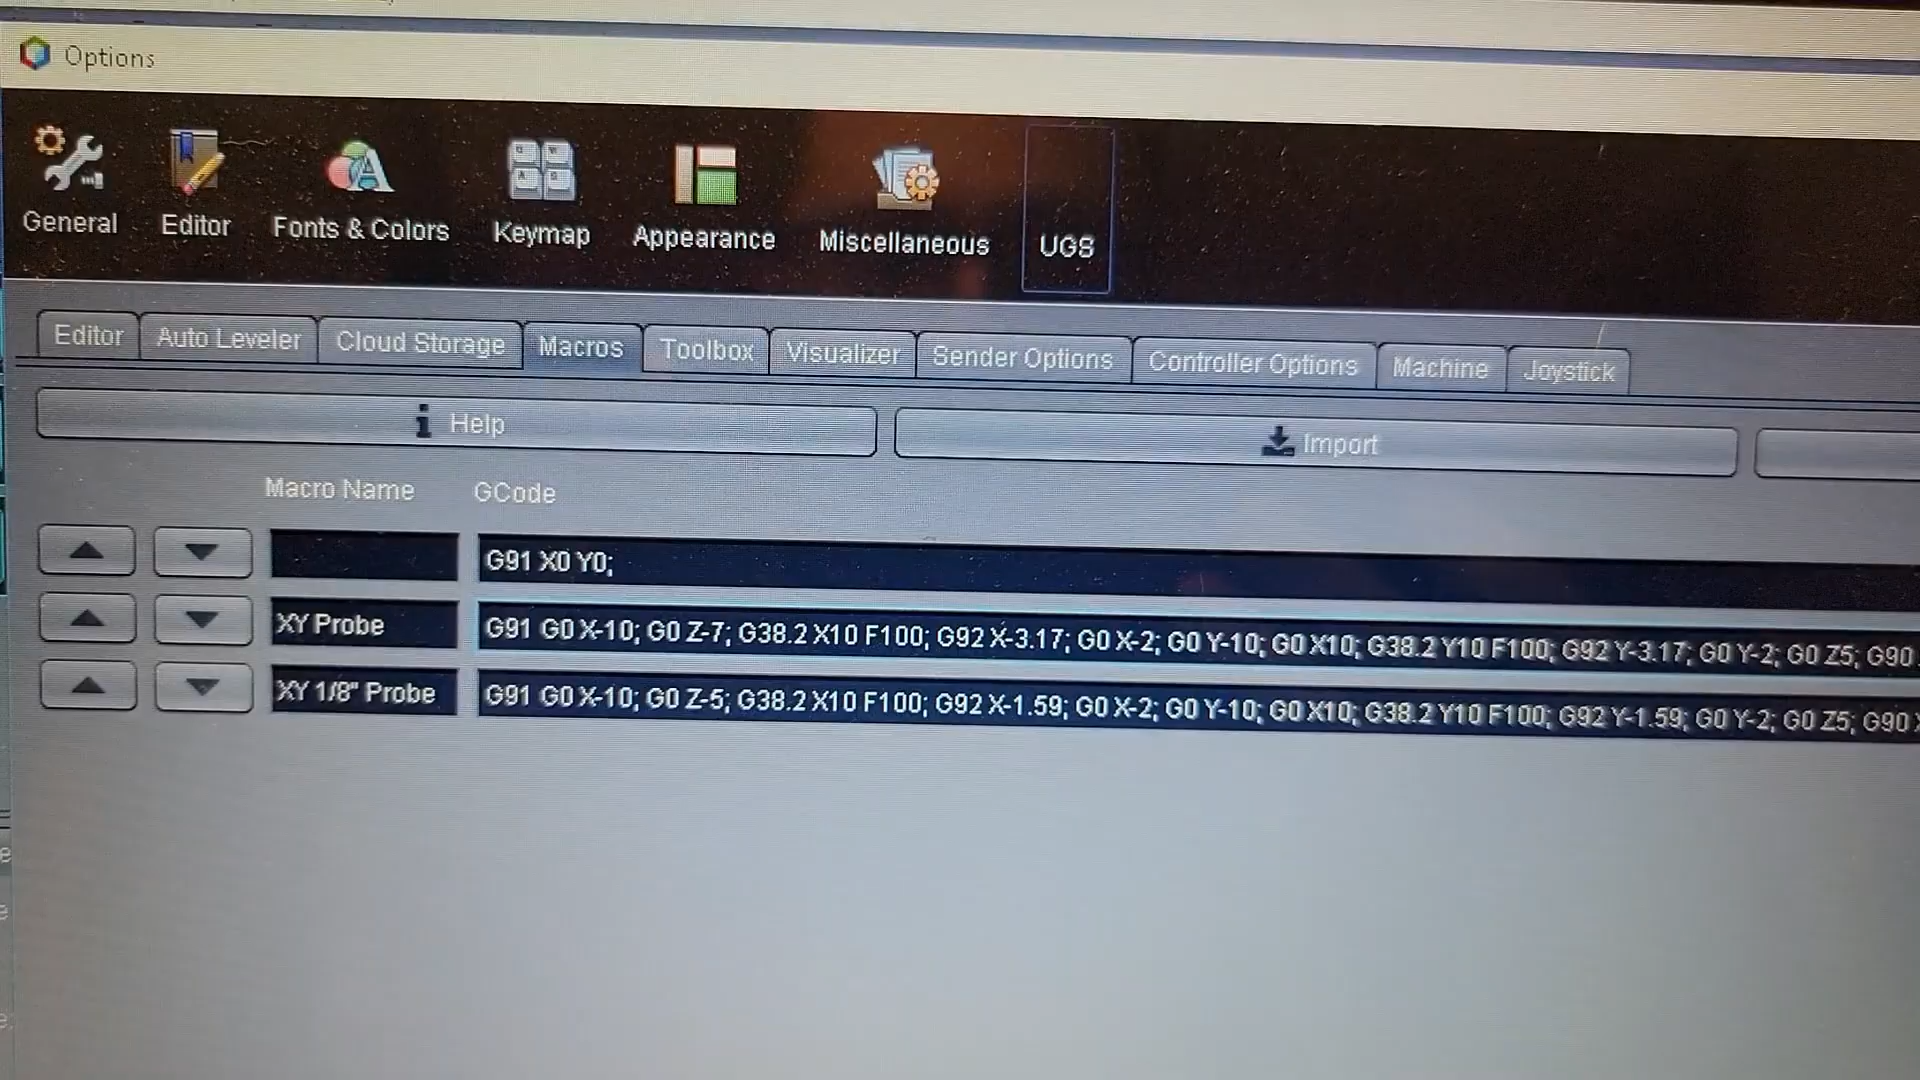 Options
General Editor Fonts & Colors Keymap Appearance Miscellaneous UGS
Editor Auto Leveler Cloud Storage Macros Toolbox Visualizer Sender Options Controller Options Machine Joystick
Help Import
Macro Name GCode
G91 X0 Y0;
XY Probe G91 G0 X-10; G0 Z-7; G38.2 X10 F100; G92 X-3.17; G0 X-2; G0 Y-10; G0 X10; G38.2 Y10 F100; G92 Y-3.17; G0 Y-2; G0 Z5; G90
XY 1/8" Probe G91 G0 X-10; G0 Z-5; G38.2 X10 F100; G92 X-1.59; G0 X-2; G0 Y-10; G0 X10; G38.2 Y10 F100; G92 Y-1.59; G0 Y-2; G0 Z5; G90